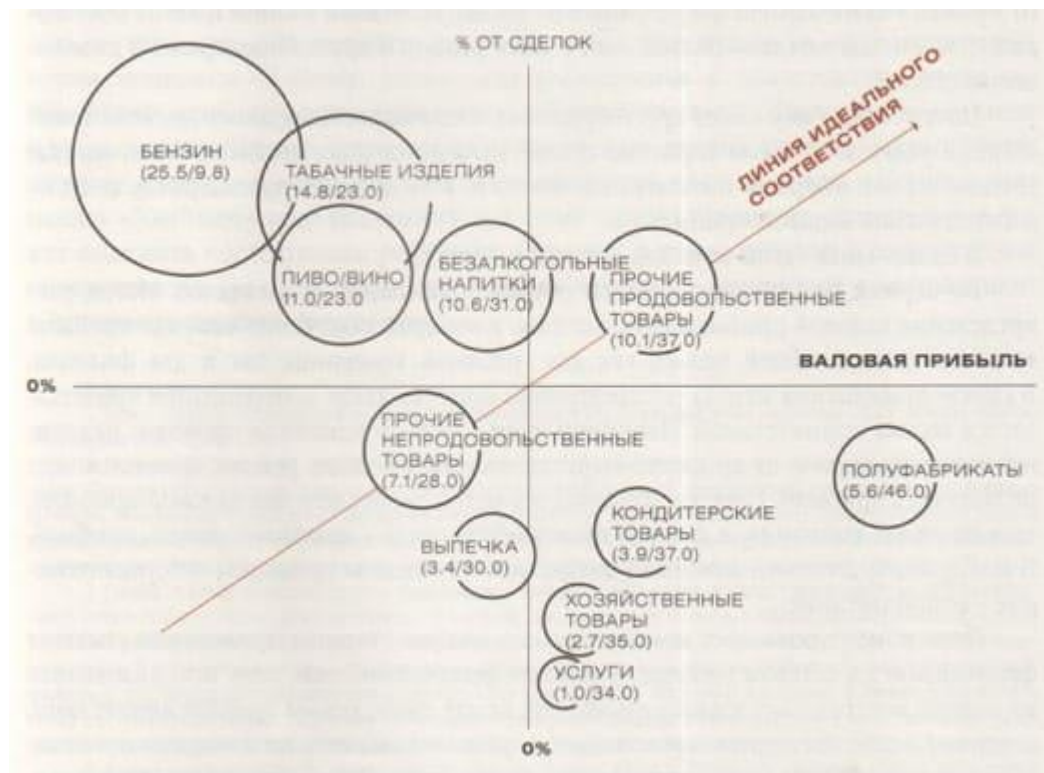 % ОТ СДЕЛОК
ЛИНИЯ ИДЕАЛЬНОГО
СООТВЕТСТВИЯ
БЕНЗИН
(25.5/9.8)
ТАБАЧНЫЕ ИЗДЕЛИЯ
(14.8/23.0)
ПИВО/ВИНО
11.0/23.0
БЕЗАЛКОГОЛЬНЫЕ
НАПИТКИ
(10.6/31.0)
ПРОЧИЕ
ПРОДОВОЛЬСТВЕННЫЕ
ТОВАРЫ
(10.1/37.0)
ВАЛОВАЯ ПРИБЫЛЬ
0%
ПРОЧИЕ
НЕПРОДОВОЛЬСТВЕННЫЕ
ТОВАРЫ
(7.1/28.0)
ПОЛУФАБРИКАТЫ
(5.6/46.0)
КОНДИТЕРСКИЕ
ТОВАРЫ
(3.9/37.0)
ВЫПЕЧКА
(3.4/30.0)
ХОЗЯЙСТВЕННЫЕ
ТОВАРЫ
(2.7/35.0)
УСЛУГИ
(1.0/34.0)
0%